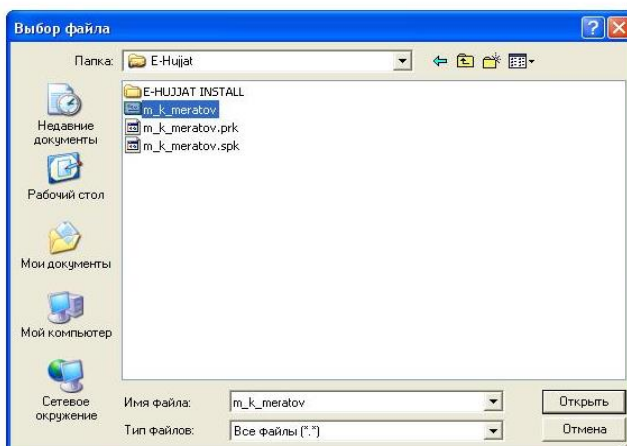 Выбор файла
Папка: E-Hujjat
E-HUJJAT INSTALL
m_k_meratov
m_k_meratov.prk
m_k_meratov.spk
Недавние
документы
Рабочий стол
Мои документы
Мой компьютер
Сетевое
окружение
Имя файла: m_k_meratov Открыть
Тип файлов: Все файлы (*.*) Отмена